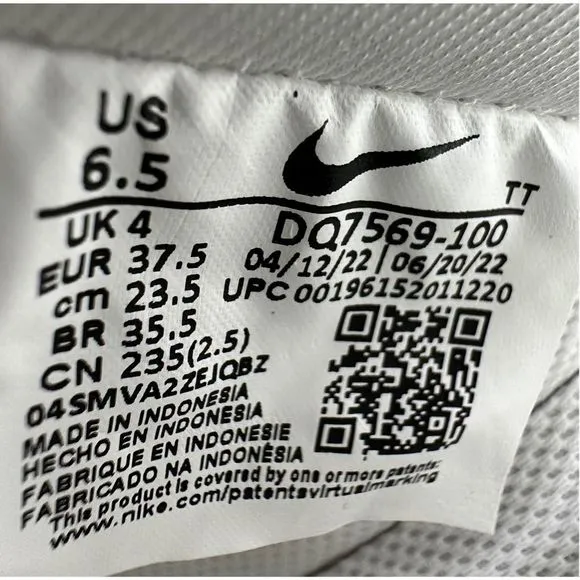 US
6.5
TT
UK 4
EUR 37.5
cm 23.5
BR 35.5
CN 235(2.5)
DQ7569-100
04/12/22 | 06/20/22
UPC 00196152011220
04SMVA2ZEJQBZ
MADE IN INDONESIA
HECHO EN INDONESIA
FABRIQUE EN INDONESIE
FABRICADO NA INDONÉSIA
This product is covered by one or more patents:
www.nike.com/patentsvirtualmarking